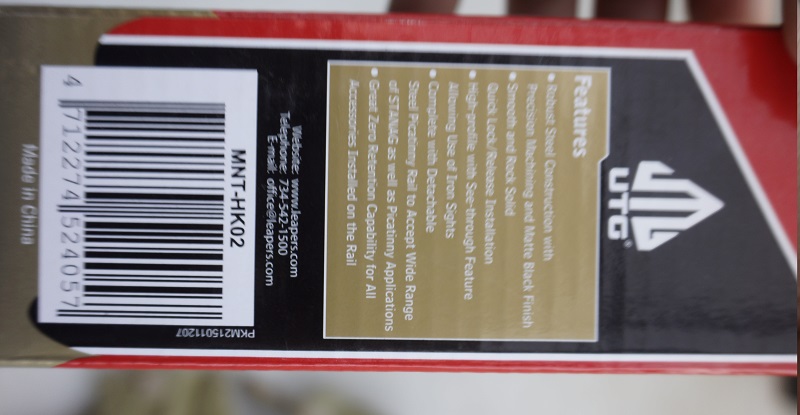 UTG®
Features
• Robust Steel Construction with
Precision Machining and Matte Black Finish
• Smooth and Rock Solid
Quick Lock/Release Installation
• High-profile with See-through Feature
Allowing Use of Iron Sights
• Complete with Detachable
Steel Picatinny Rail to Accept Wide Range
of STANAG as well as Picatinny Applications
• Great Zero Retention Capability for All
Accessories Installed on the Rail
Website: www.leapers.com
Telephone: 734-542-1500
E-mail: office@leapers.com
MNT-HK02
4 712274 524057
PKM215011207
Made in China